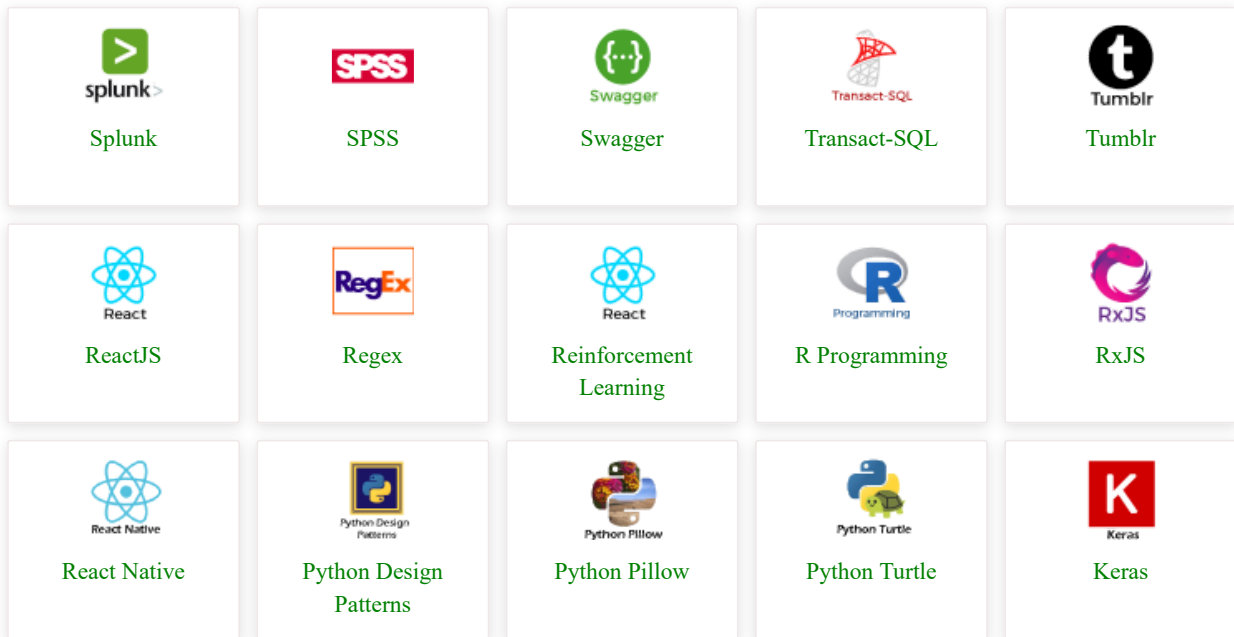 splunk>
Splunk
SPSS
SPSS
{···}
Swagger
Swagger
Transact-SQL
Transact-SQL
t
Tumblr
Tumblr
React
ReactJS
RegEx
Regex
React
Reinforcement
Learning
R
Programming
R Programming
RxJS
RxJS
React Native
React Native
Python Design
Patterns
Python Design
Patterns
Python Pillow
Python Pillow
Python Turtle
Python Turtle
K
Keras
Keras